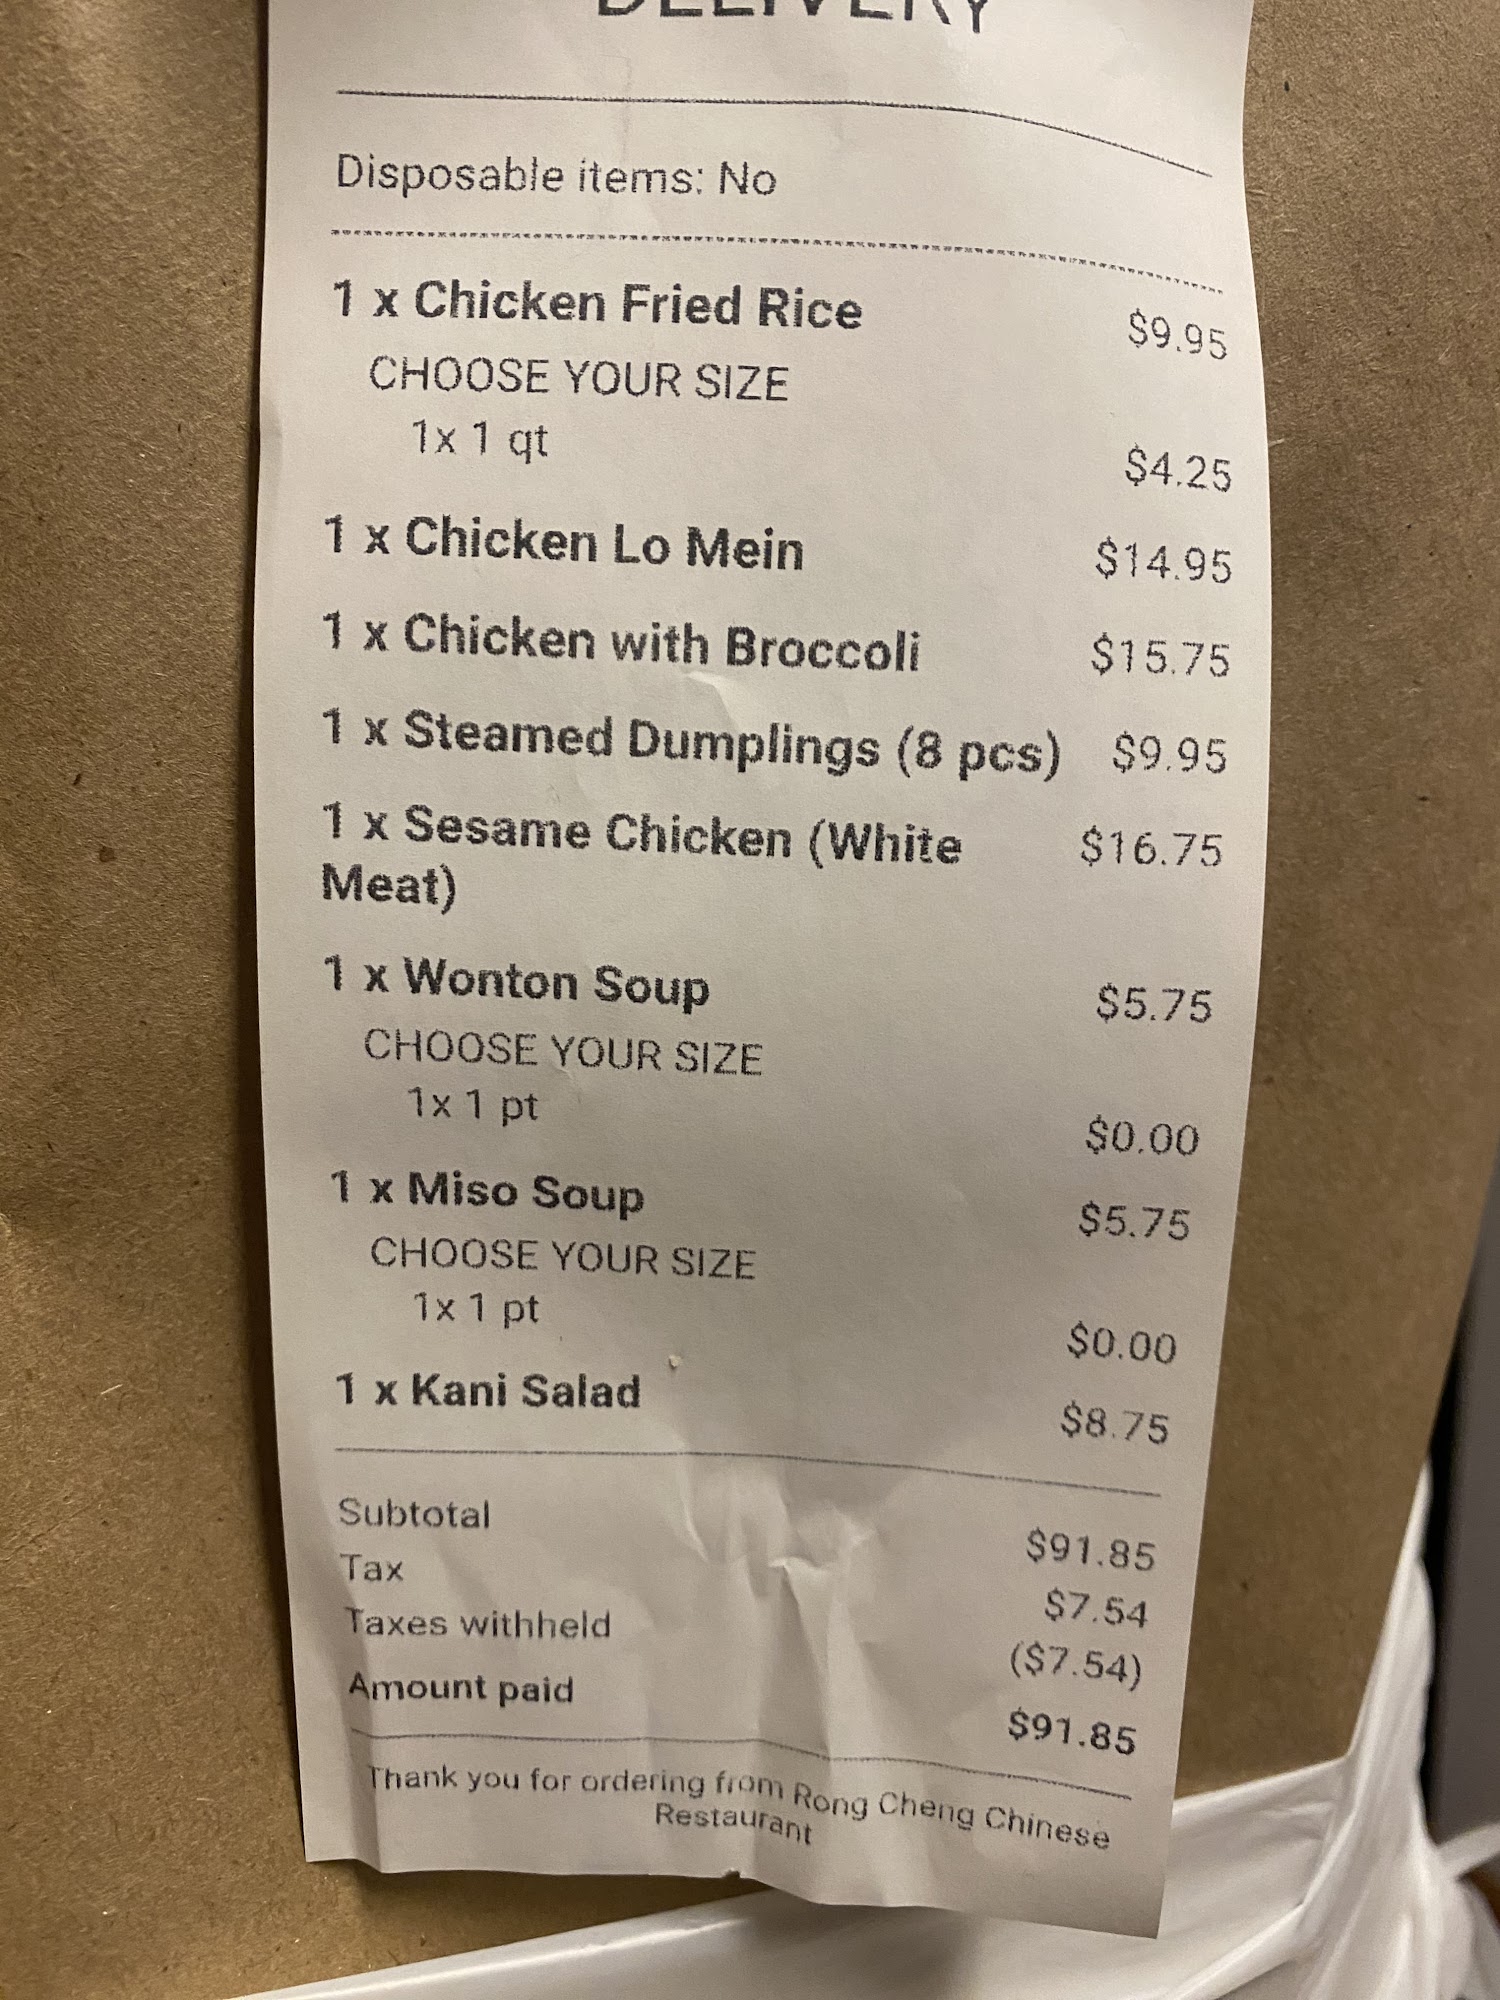 DELIVERY
Disposable items: No
1 x Chicken Fried Rice $9.95
CHOOSE YOUR SIZE
1x 1 qt $4.25
1 x Chicken Lo Mein $14.95
1 x Chicken with Broccoli $15.75
1 x Steamed Dumplings (8 pcs) $9.95
1 x Sesame Chicken (White $16.75
Meat)
1 x Wonton Soup $5.75
CHOOSE YOUR SIZE
1x 1 pt $0.00
1 x Miso Soup $5.75
CHOOSE YOUR SIZE
1x 1 pt $0.00
1 x Kani Salad $8.75
Subtotal $91.85
Tax $7.54
Taxes withheld ($7.54)
Amount paid $91.85
Thank you for ordering from Rong Cheng Chinese
Restaurant